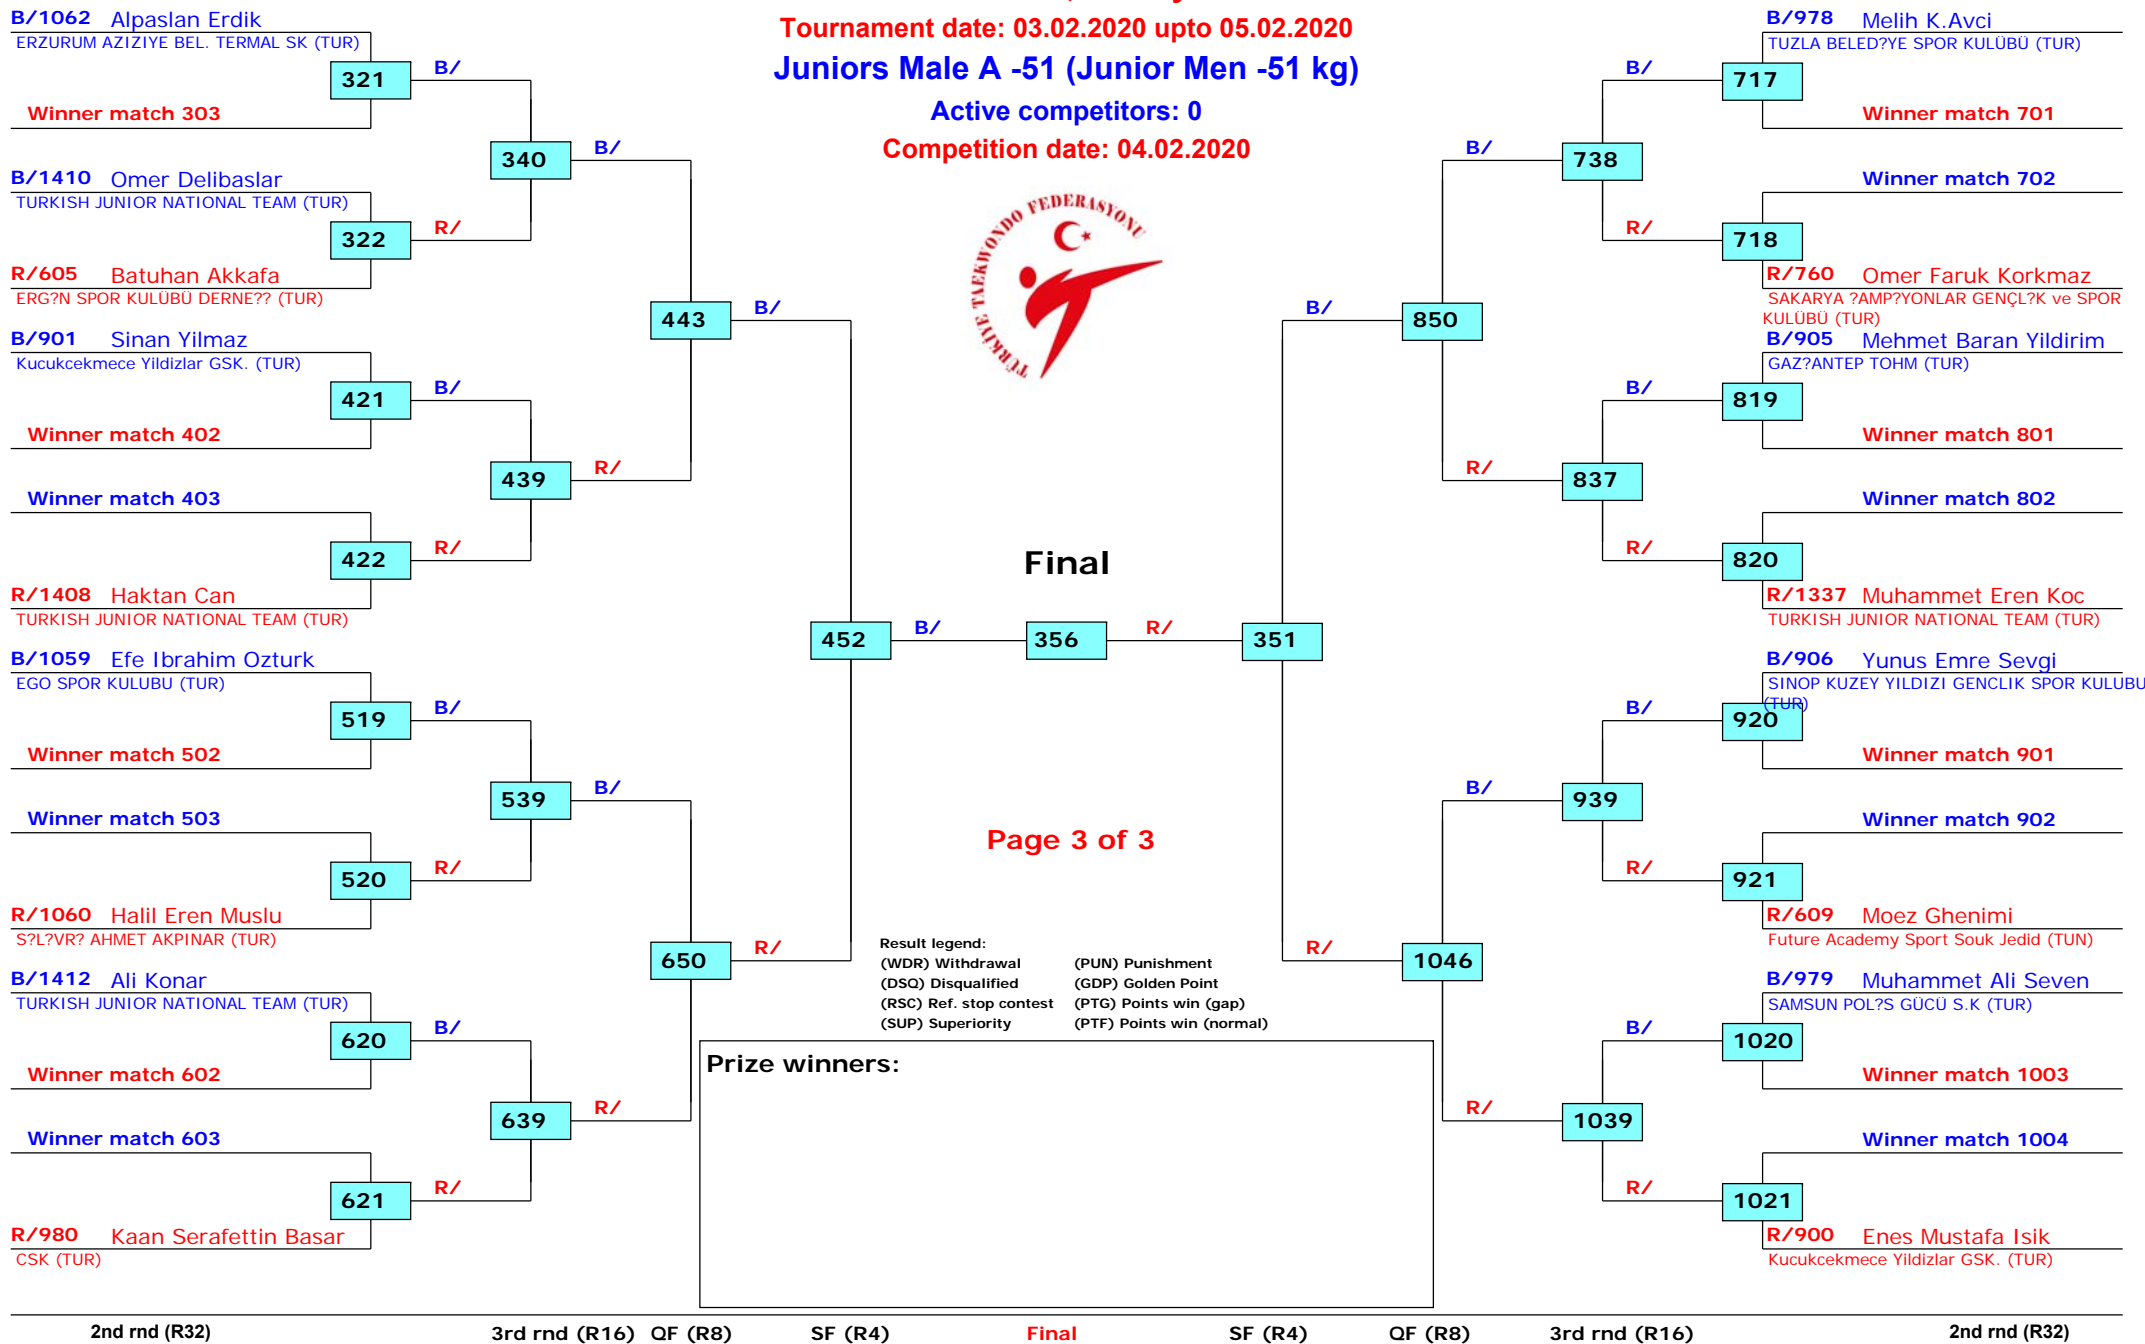 Tournament date: 03.02.2020 upto 05.02.2020
Juniors Male A -51 (Junior Men -51 kg)
Active competitors: 0
Competition date: 04.02.2020
TÜRKİYE TAEKWONDO FEDERASYONU
B/1062 Alpaslan Erdik
ERZURUM AZIZIYE BEL. TERMAL SK (TUR)
321
B/
Winner match 303
340
B/
B/1410 Omer Delibaslar
TURKISH JUNIOR NATIONAL TEAM (TUR)
322
R/
R/605 Batuhan Akkafa
ERG?N SPOR KULÜBÜ DERNE?? (TUR)
443
B/
B/901 Sinan Yilmaz
Kucukcekmece Yildizlar GSK. (TUR)
421
B/
Winner match 402
439
R/
Winner match 403
422
R/
R/1408 Haktan Can
TURKISH JUNIOR NATIONAL TEAM (TUR)
452
B/
B/1059 Efe Ibrahim Ozturk
EGO SPOR KULUBU (TUR)
519
B/
Winner match 502
539
B/
Winner match 503
520
R/
R/1060 Halil Eren Muslu
S?L?VR? AHMET AKPINAR (TUR)
650
R/
B/1412 Ali Konar
TURKISH JUNIOR NATIONAL TEAM (TUR)
620
B/
Winner match 602
639
R/
Winner match 603
621
R/
R/980 Kaan Serafettin Basar
CSK (TUR)
Final
356
R/
351
Page 3 of 3
Result legend:
(WDR) Withdrawal (PUN) Punishment
(DSQ) Disqualified (GDP) Golden Point
(RSC) Ref. stop contest (PTG) Points win (gap)
(SUP) Superiority (PTF) Points win (normal)
Prize winners:
B/978 Melih K.Avci
TUZLA BELED?YE SPOR KULÜBÜ (TUR)
B/
717
Winner match 701
B/
738
Winner match 702
R/
718
R/760 Omer Faruk Korkmaz
SAKARYA ?AMP?YONLAR GENÇL?K ve SPOR
KULÜBÜ (TUR)
B/
850
B/905 Mehmet Baran Yildirim
GAZ?ANTEP TOHM (TUR)
B/
819
Winner match 801
R/
837
Winner match 802
R/
820
R/1337 Muhammet Eren Koc
TURKISH JUNIOR NATIONAL TEAM (TUR)
B/906 Yunus Emre Sevgi
SINOP KUZEY YILDIZI GENCLIK SPOR KULUBU
(TUR)
B/
920
Winner match 901
B/
939
Winner match 902
R/
921
R/609 Moez Ghenimi
Future Academy Sport Souk Jedid (TUN)
R/
1046
B/979 Muhammet Ali Seven
SAMSUN POL?S GÜCÜ S.K (TUR)
B/
1020
Winner match 1003
R/
1039
Winner match 1004
R/
1021
R/900 Enes Mustafa Isik
Kucukcekmece Yildizlar GSK. (TUR)
2nd rnd (R32) 3rd rnd (R16) QF (R8) SF (R4) Final SF (R4) QF (R8) 3rd rnd (R16) 2nd rnd (R32)